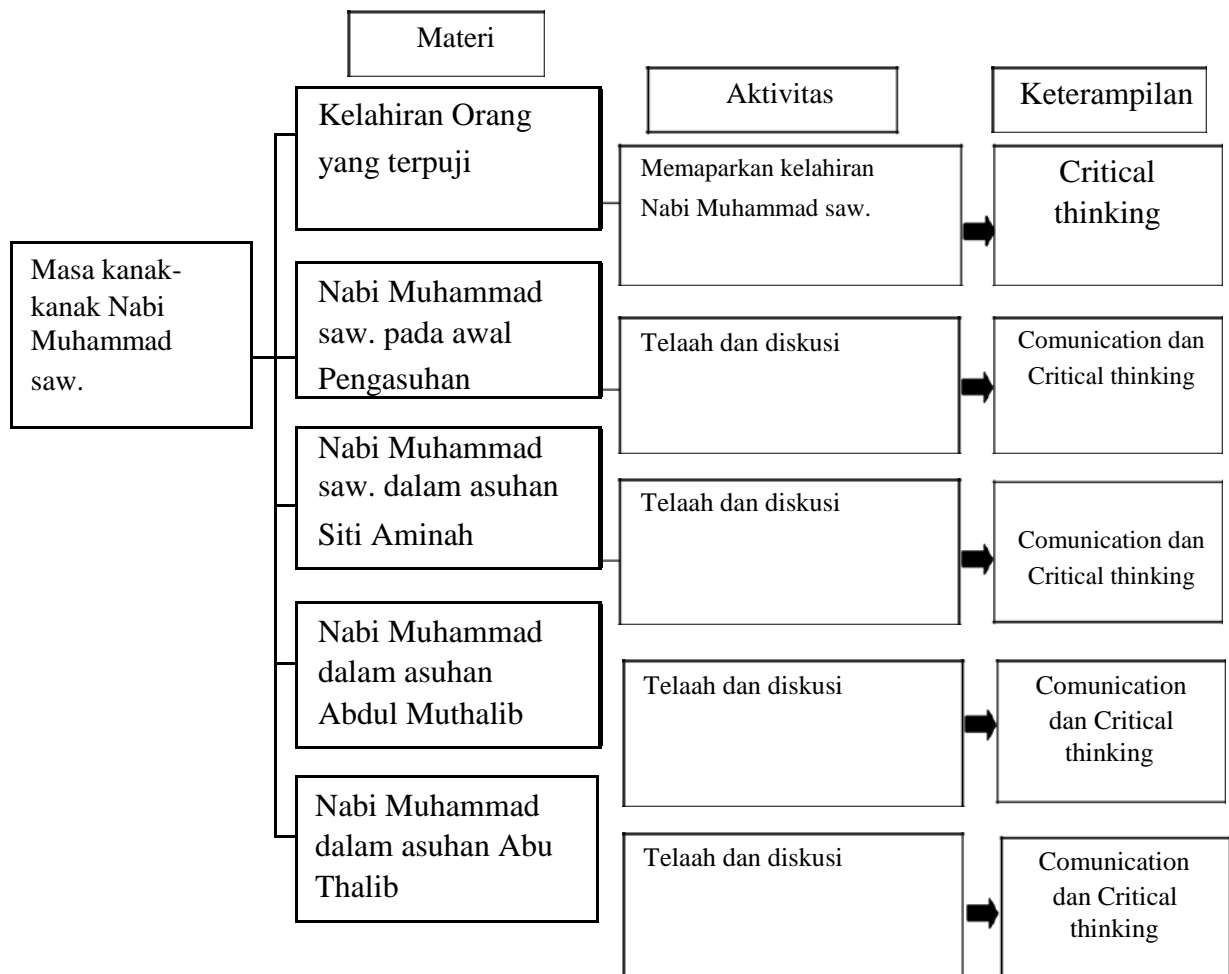 Materi
Aktivitas
Keterampilan
Masa kanak-
kanak Nabi
Muhammad
saw.
Kelahiran Orang
yang terpuji
Memaparkan kelahiran
Nabi Muhammad saw.
Critical
thinking
Nabi Muhammad
saw. pada awal
Pengasuhan
Telaah dan diskusi
Comunication dan
Critical thinking
Nabi Muhammad
saw. dalam asuhan
Siti Aminah
Telaah dan diskusi
Comunication dan
Critical thinking
Nabi Muhammad
dalam asuhan
Abdul Muthalib
Telaah dan diskusi
Comunication
dan Critical
thinking
Nabi Muhammad
dalam asuhan Abu
Thalib
Telaah dan diskusi
Comunication
dan Critical
thinking